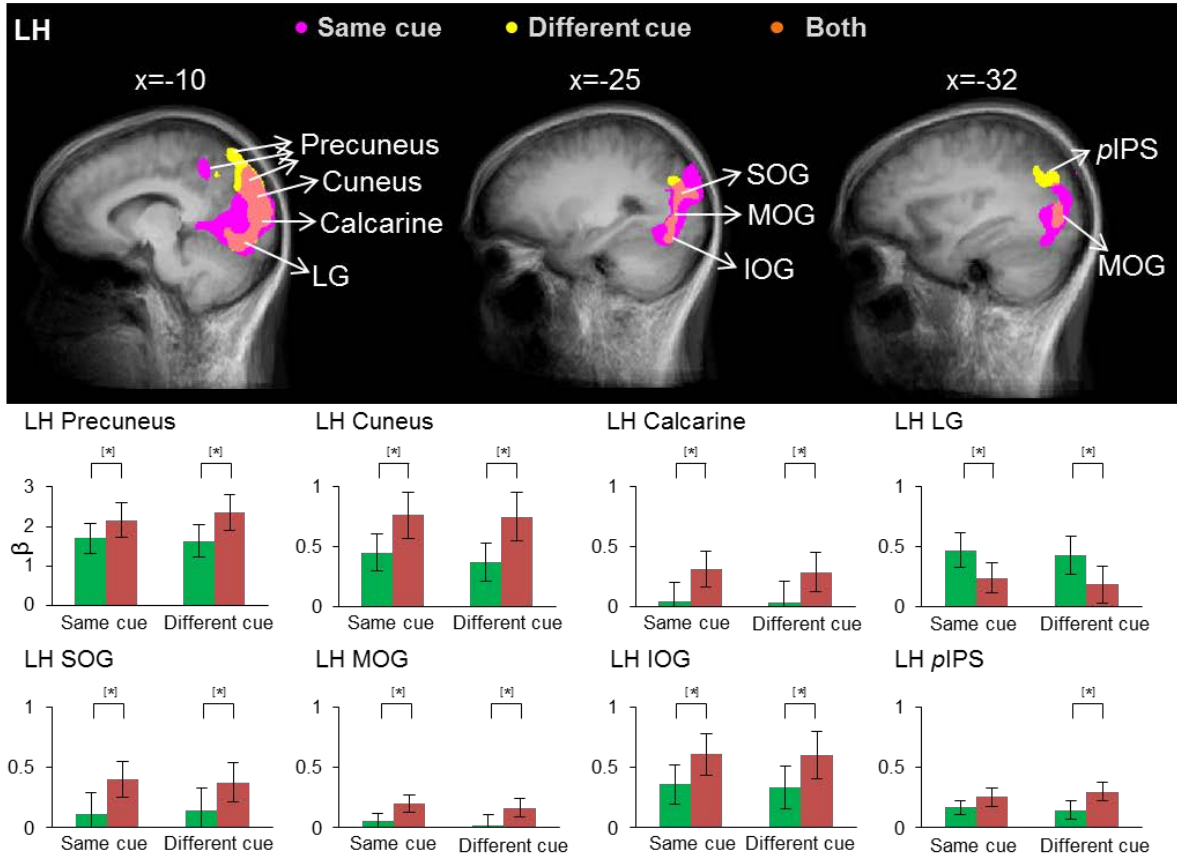 LH
Same cue
Different cue
Both
x=-10
x=-25
x=-32
Precuneus
Cuneus
Calcarine
LG
SOG
MOG
IOG
pIPS
MOG
LH Precuneus
LH Cuneus
LH Calcarine
LH LG
[*] [*]
[*] [*]
[*] [*]
[*] [*]
3
2
1
0
β
1
0.5
0
1
0.5
0
1
0.5
0
Same cue Different cue
Same cue Different cue
Same cue Different cue
Same cue Different cue
LH SOG
LH MOG
LH IOG
LH pIPS
[*] [*]
[*] [*]
[*] [*]
[*]
1
0.5
0
1
0.5
0
1
0.5
0
1
0.5
0
Same cue Different cue
Same cue Different cue
Same cue Different cue
Same cue Different cue